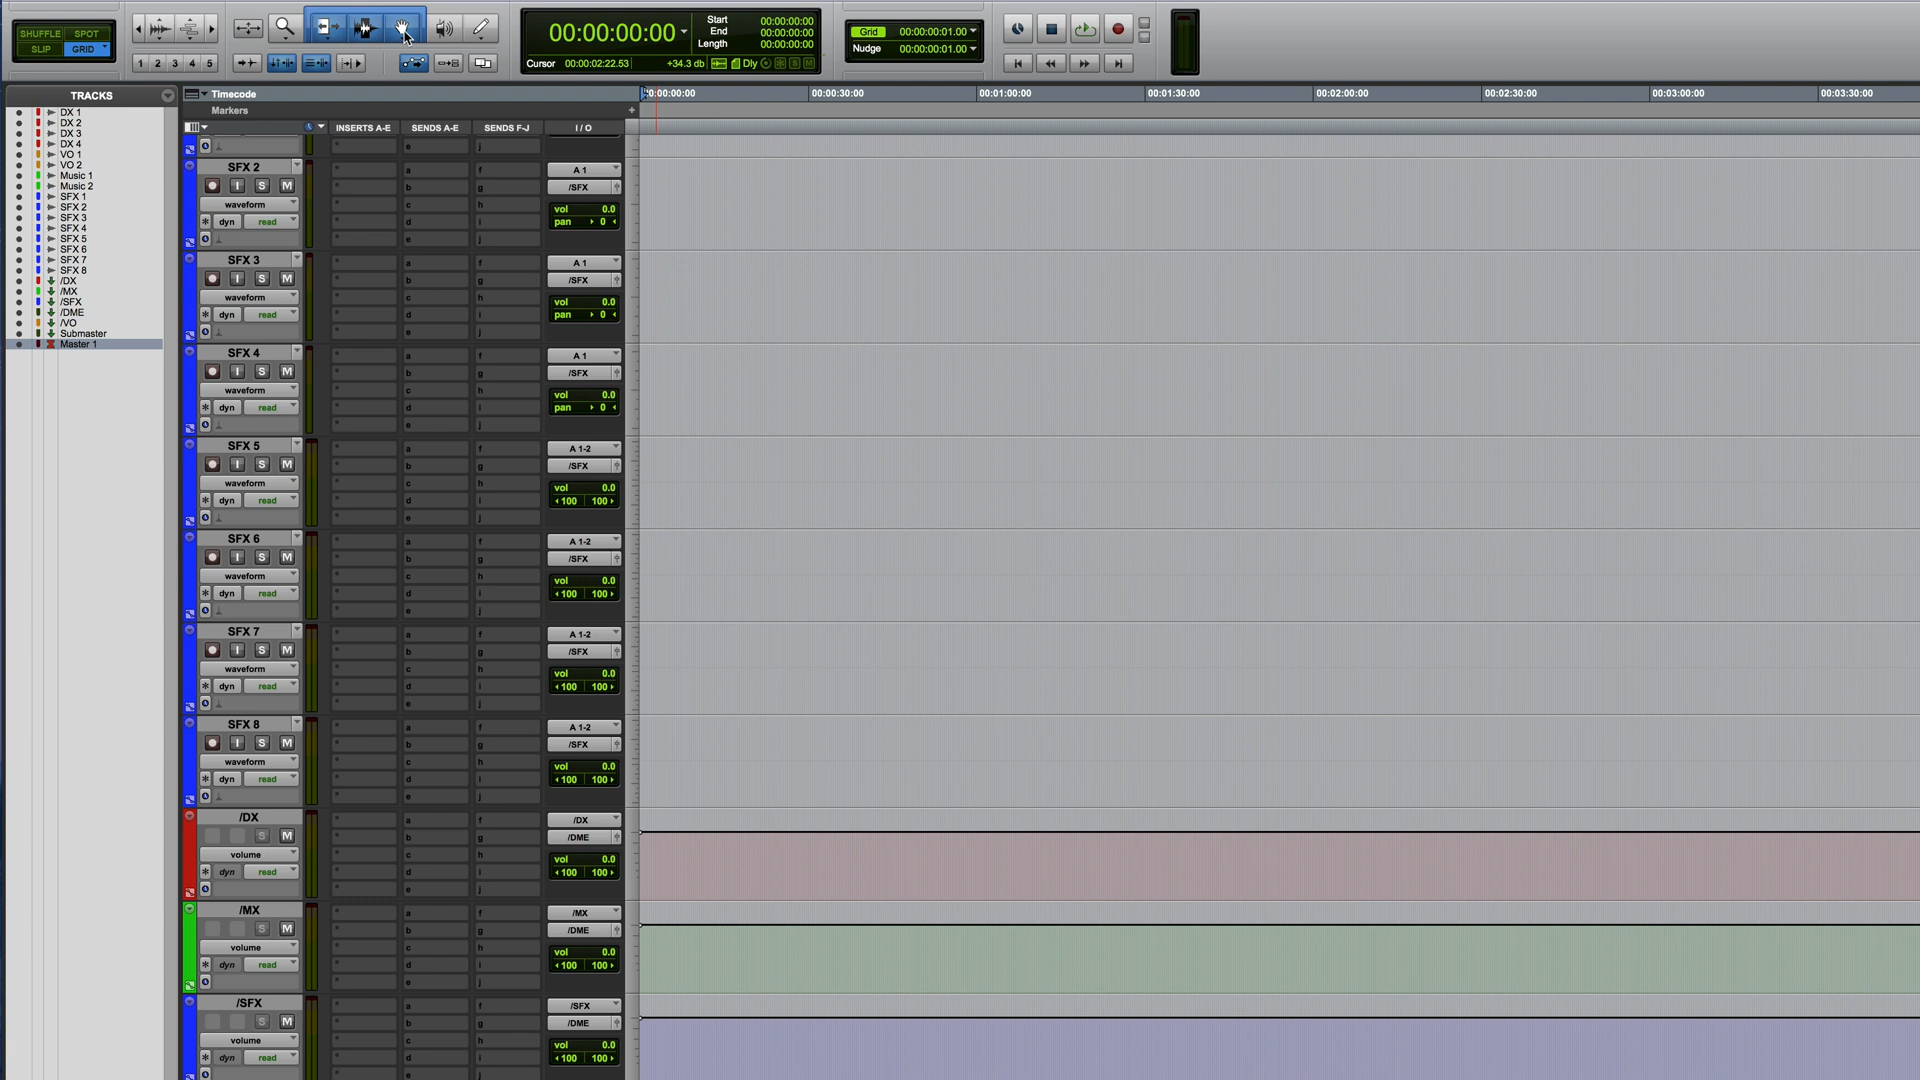 SHUFFLE SPOT
SLIP GRID
1 2 3 4 5
00:00:00:00
Start 00:00:00:00
End 00:00:00:00
Length 00:00:00:00
Cursor 00:00:02:22.53 +34.3 db Dly S M
Grid 00:00:00:01.00
Nudge 00:00:00:01.00
TRACKS
DX 1
DX 2
DX 3
DX 4
VO 1
VO 2
Music 1
Music 2
SFX 1
SFX 2
SFX 3
SFX 4
SFX 5
SFX 6
SFX 7
SFX 8
/DX
/MX
/SFX
/DME
/VO
Submaster
Master 1
Timecode
00:00:30:00 00:01:00:00 00:01:30:00 00:02:00:00 00:02:30:00 00:03:00:00 00:03:30:00
Markers
INSERTS A-E SENDS A-E SENDS F-J I / O
e j
SFX 2 a f A 1
I S M b g /SFX
waveform c h vol 0.0
dyn read d i pan 0
e j
SFX 3 a f A 1
I S M b g /SFX
waveform c h vol 0.0
dyn read d i pan 0
e j
SFX 4 a f A 1
I S M b g /SFX
waveform c h vol 0.0
dyn read d i pan 0
e j
SFX 5 a f A 1-2
I S M b g /SFX
waveform c h vol 0.0
dyn read d i 100 100
e j
SFX 6 a f A 1-2
I S M b g /SFX
waveform c h vol 0.0
dyn read d i 100 100
e j
SFX 7 a f A 1-2
I S M b g /SFX
waveform c h vol 0.0
dyn read d i 100 100
e j
SFX 8 a f A 1-2
I S M b g /SFX
waveform c h vol 0.0
dyn read d i 100 100
e j
/DX a f /DX
S M b g /DME
volume c h vol 0.0
dyn read d i 100 100
e j
/MX a f /MX
S M b g /DME
volume c h vol 0.0
dyn read d i 100 100
e j
/SFX a f /SFX
S M b g /DME
volume c h vol 0.0
dyn read d i 100 100
e j